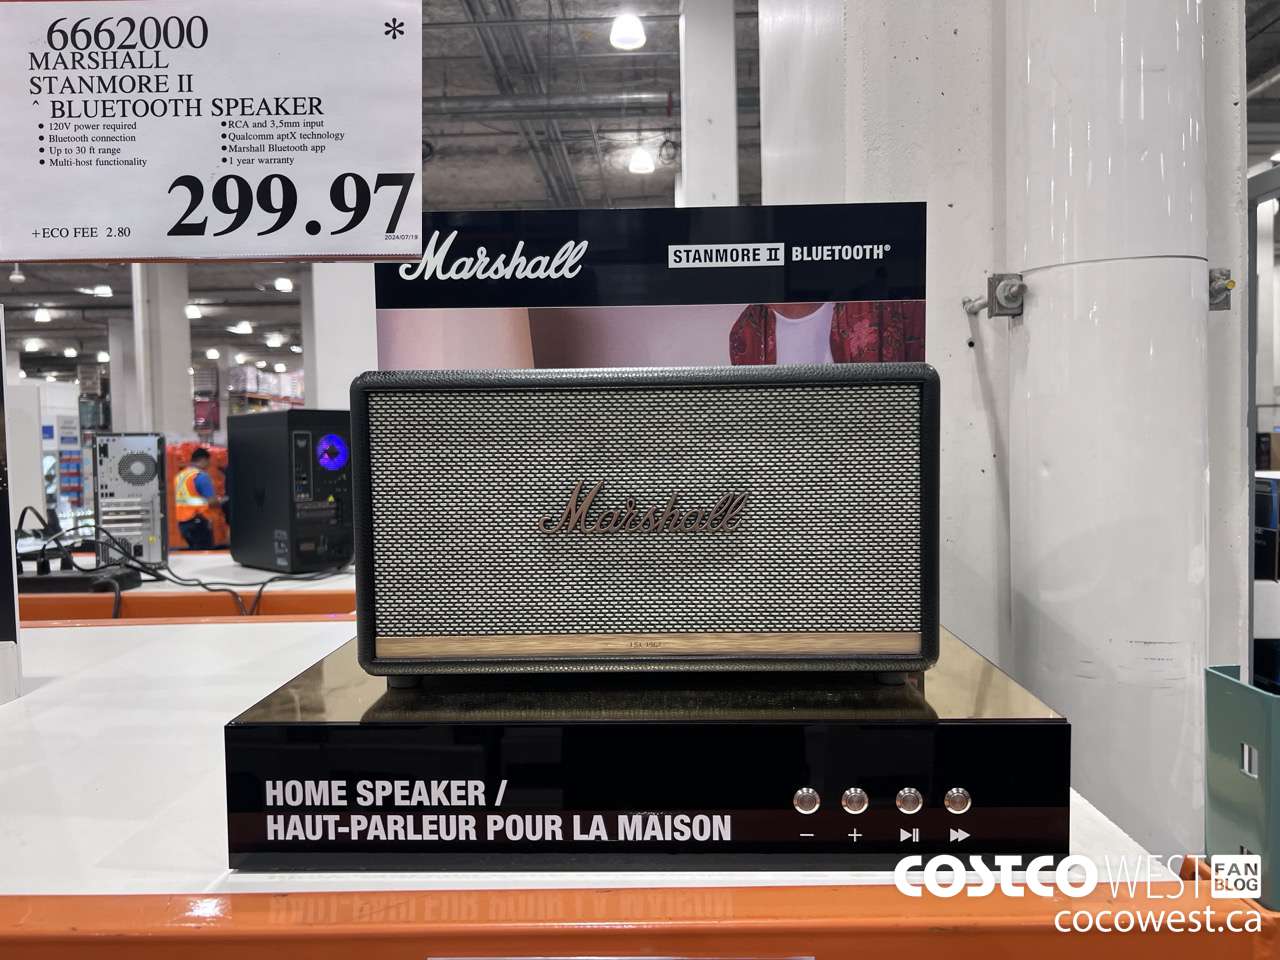 6662000 *
MARSHALL
STANMORE II
^ BLUETOOTH SPEAKER
• 120V power required
• Bluetooth connection
• Up to 30 ft range
• Multi-host functionality
• RCA and 3,5mm input
• Qualcomm aptX technology
• Marshall Bluetooth app
• 1 year warranty
299.97
+ECO FEE 2.80
2024/07/19
Marshall
STANMORE II BLUETOOTH®
Marshall
EST. 1962
HOME SPEAKER /
HAUT-PARLEUR POUR LA MAISON
− +
COSTCO WEST FAN BLOG
cocowest.ca